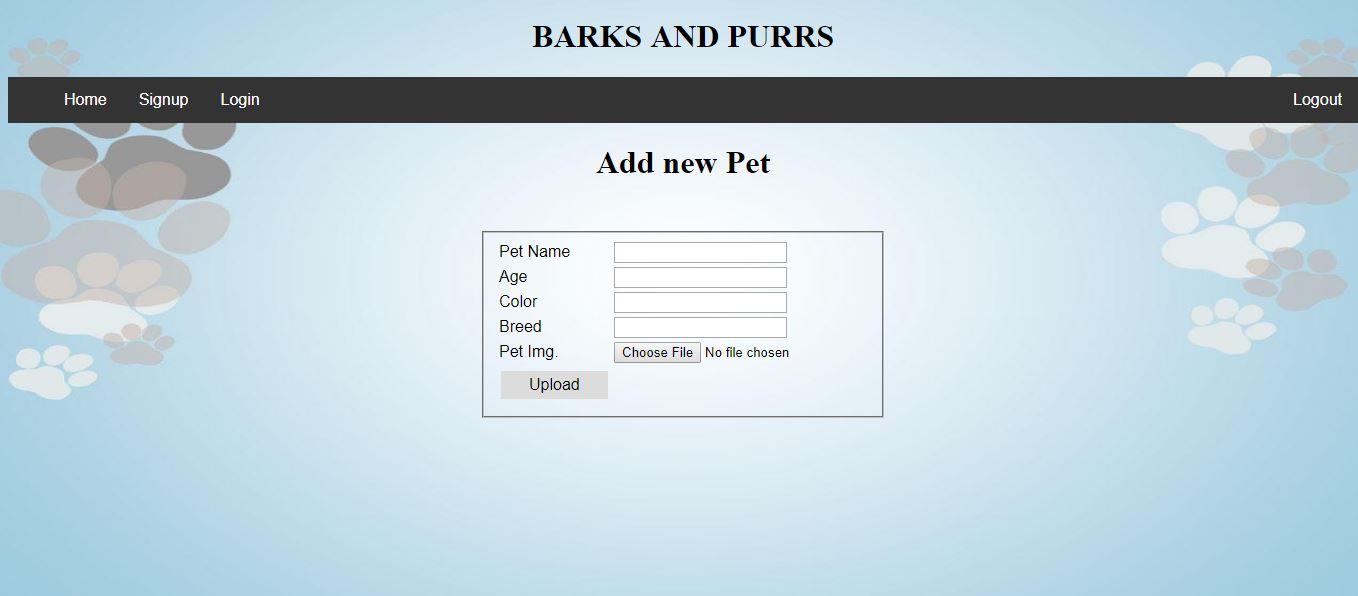 BARKS AND PURRS
Home Signup Login Logout
Add new Pet
Pet Name
Age
Color
Breed
Pet Img. Choose File No file chosen
Upload